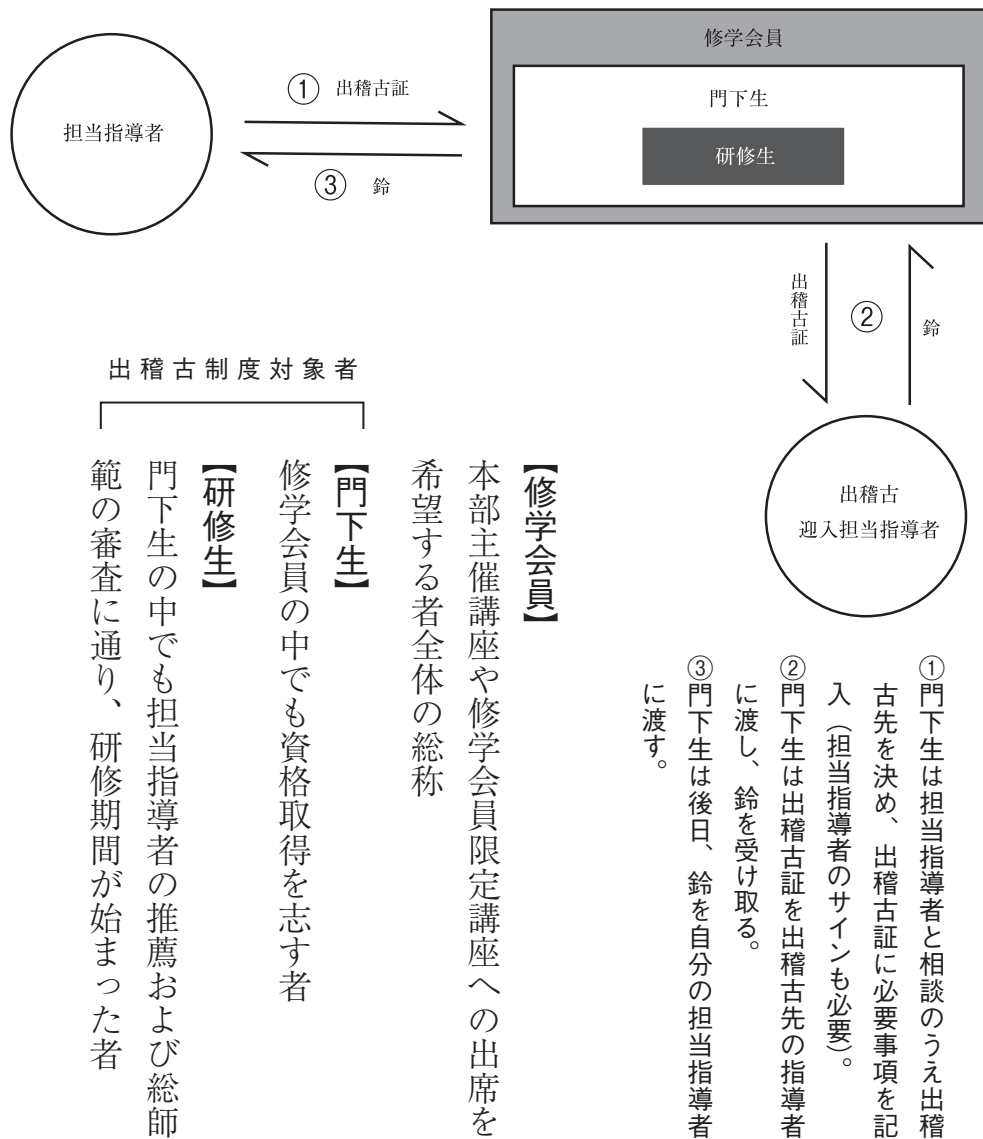 修学会員
門下生
研修生
担当指導者
① 出稽古証
③ 鈴
出稽古証
②
鈴
出稽古
迎入担当指導者
①門下生は担当指導者と相談のうえ出稽
古先を決め、出稽古証に必要事項を記
入（担当指導者のサインも必要）。
②門下生は出稽古証を出稽古先の指導者
に渡し、鈴を受け取る。
③門下生は後日、鈴を自分の担当指導者
に渡す。
【修学会員】
本部主催講座や修学会員限定講座への出席を
希望する者全体の総称
出稽古制度対象者
【門下生】
修学会員の中でも資格取得を志す者
【研修生】
門下生の中でも担当指導者の推薦および総師
範の審査に通り、研修期間が始まった者